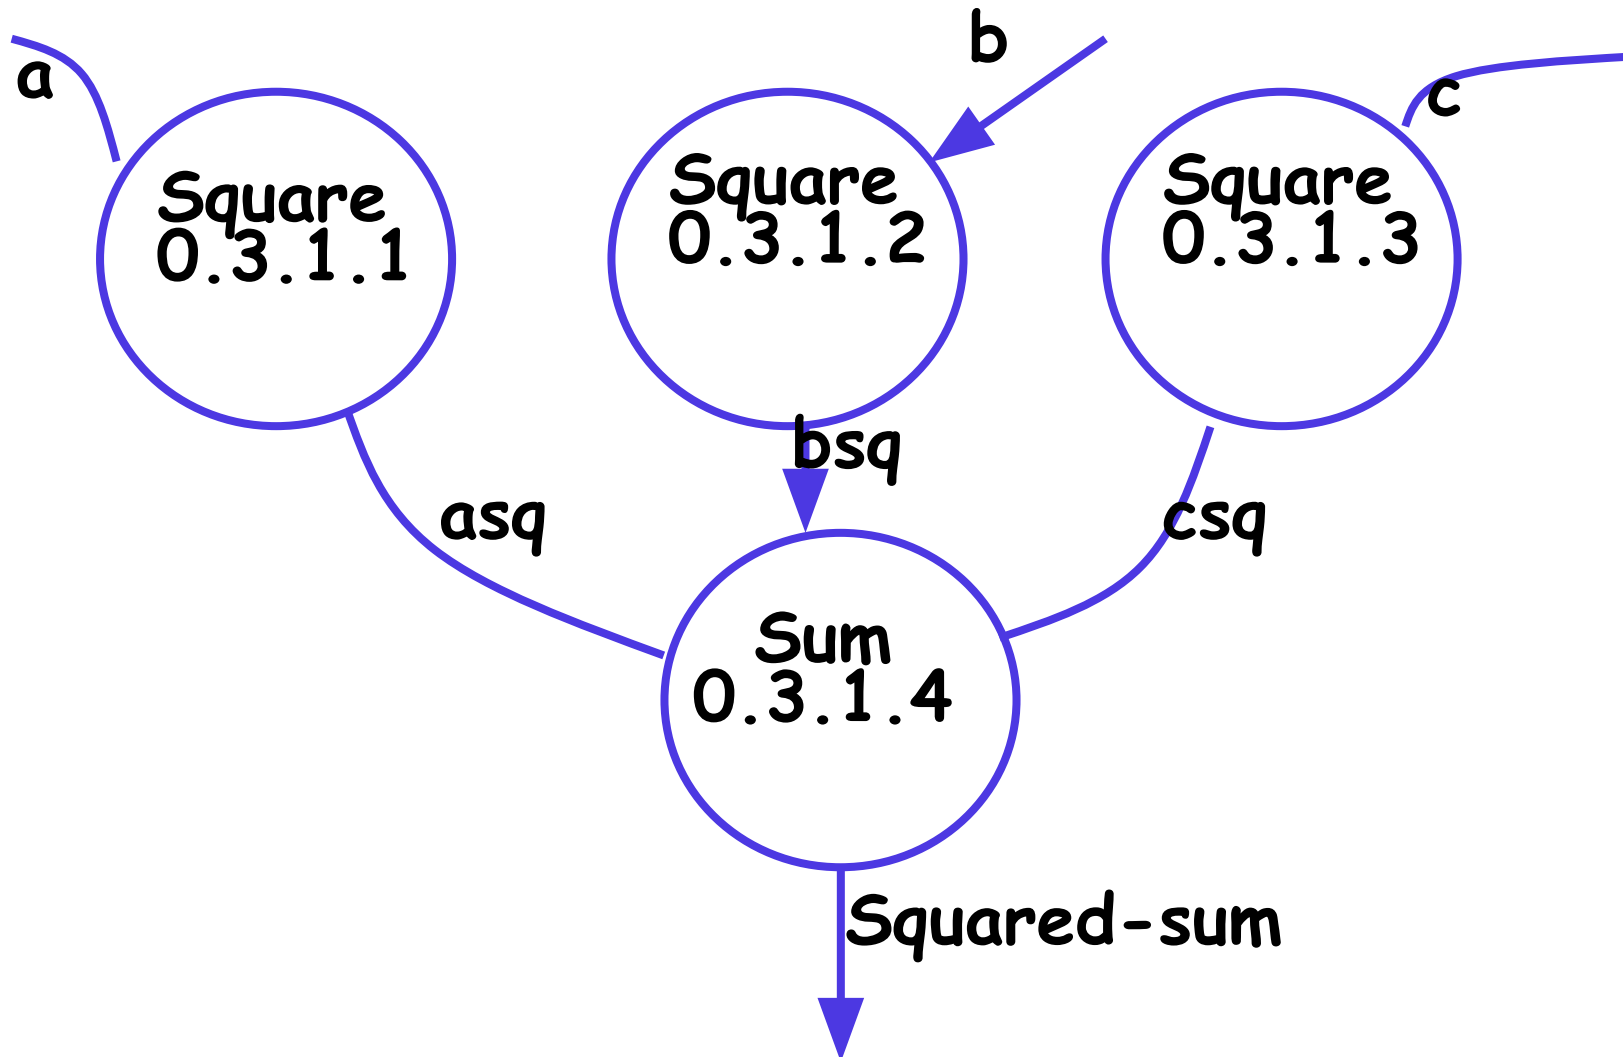 a
b
c
Square
0.3.1.1
Square
0.3.1.2
Square
0.3.1.3
asq
bsq
csq
Sum
0.3.1.4
Squared-sum